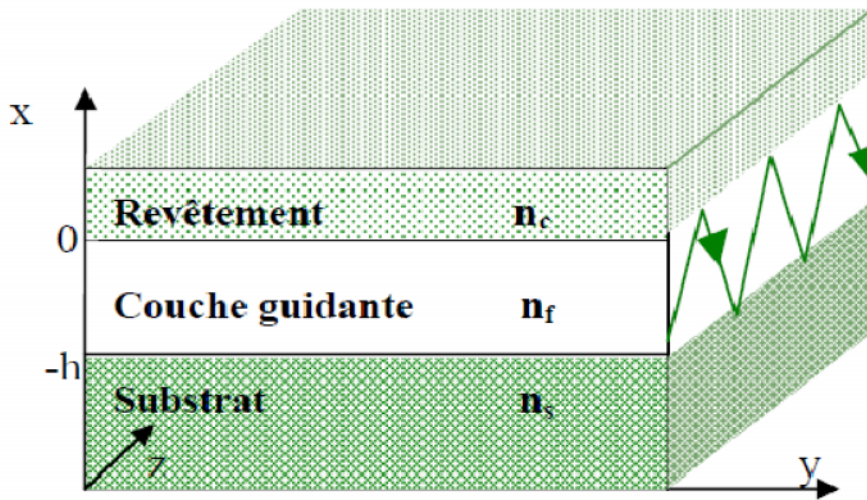 x
Revêtement n_c
0
Couche guidante n_f
-h
Substrat n_s
z
y